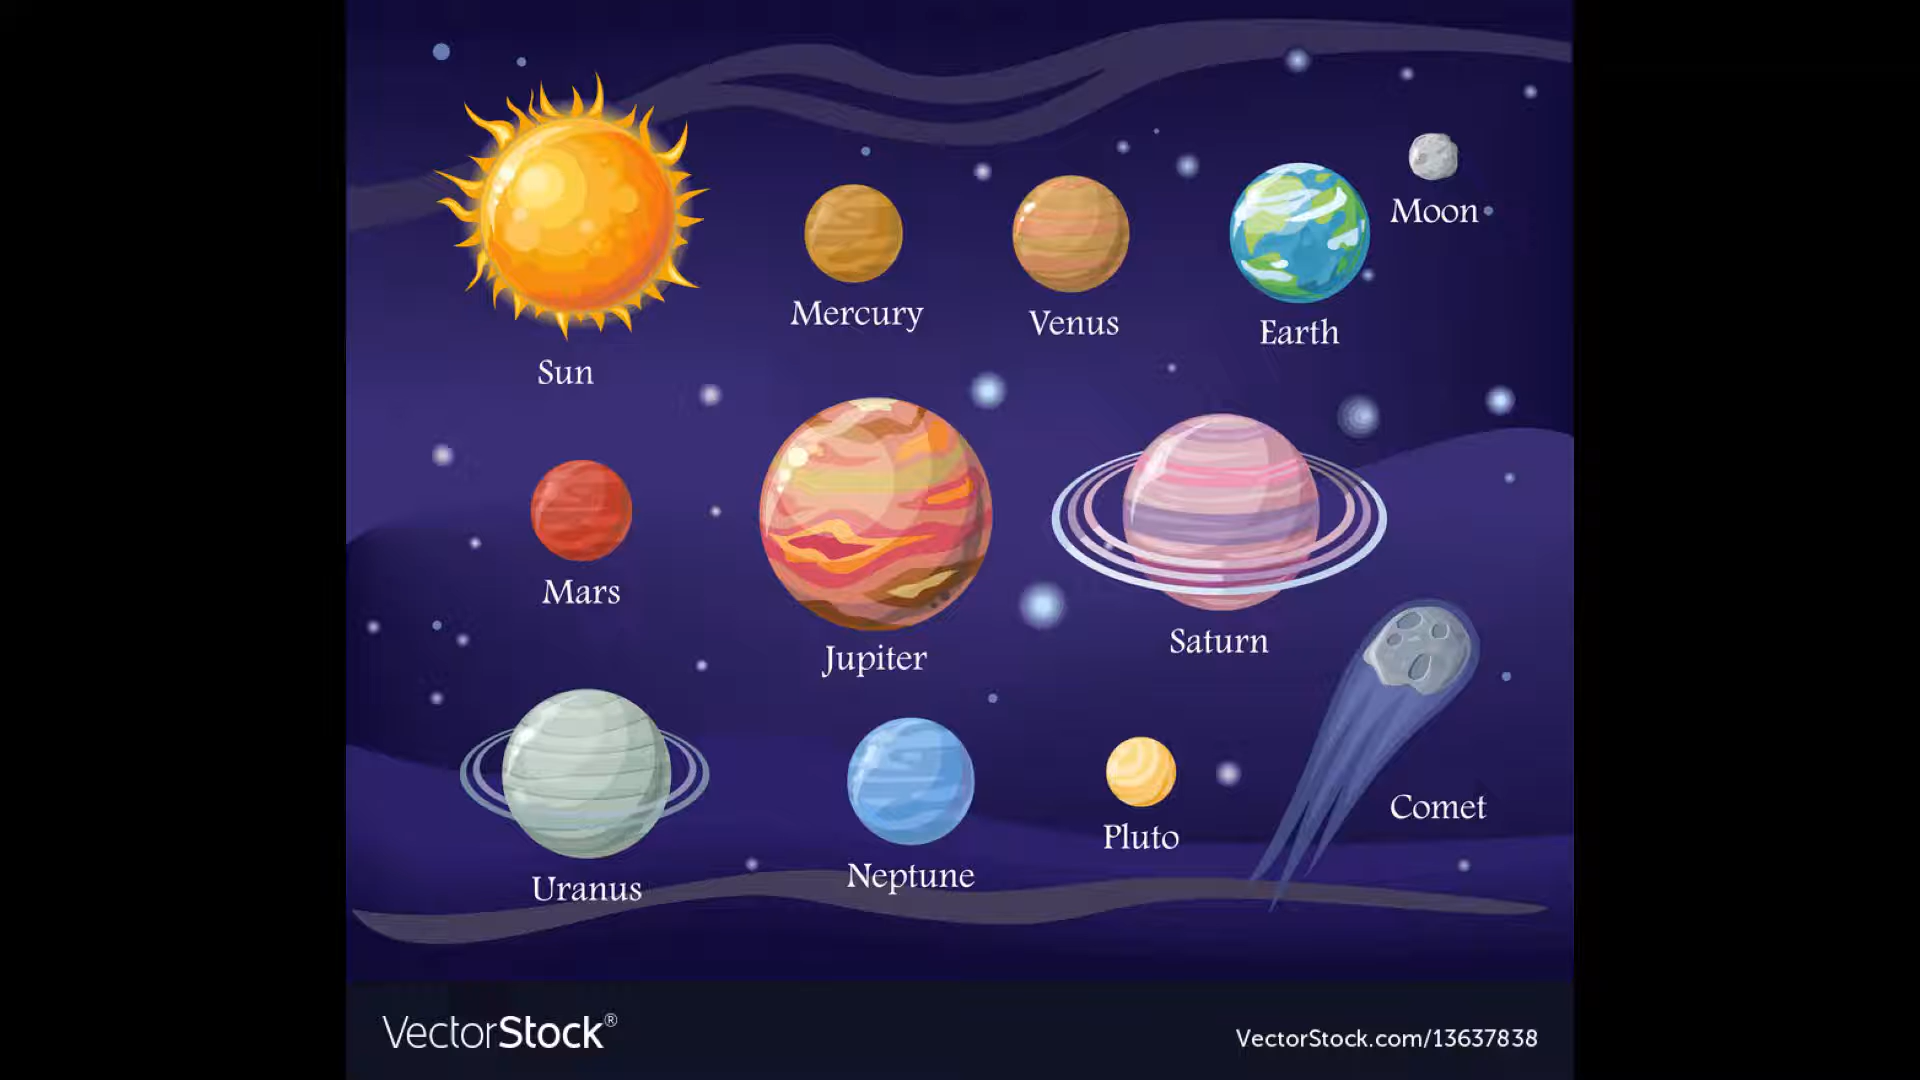 Moon
Mercury
Venus
Earth
Sun
Mars
Jupiter
Saturn
Comet
Pluto
Neptune
Uranus
VectorStock®
VectorStock.com/13637838